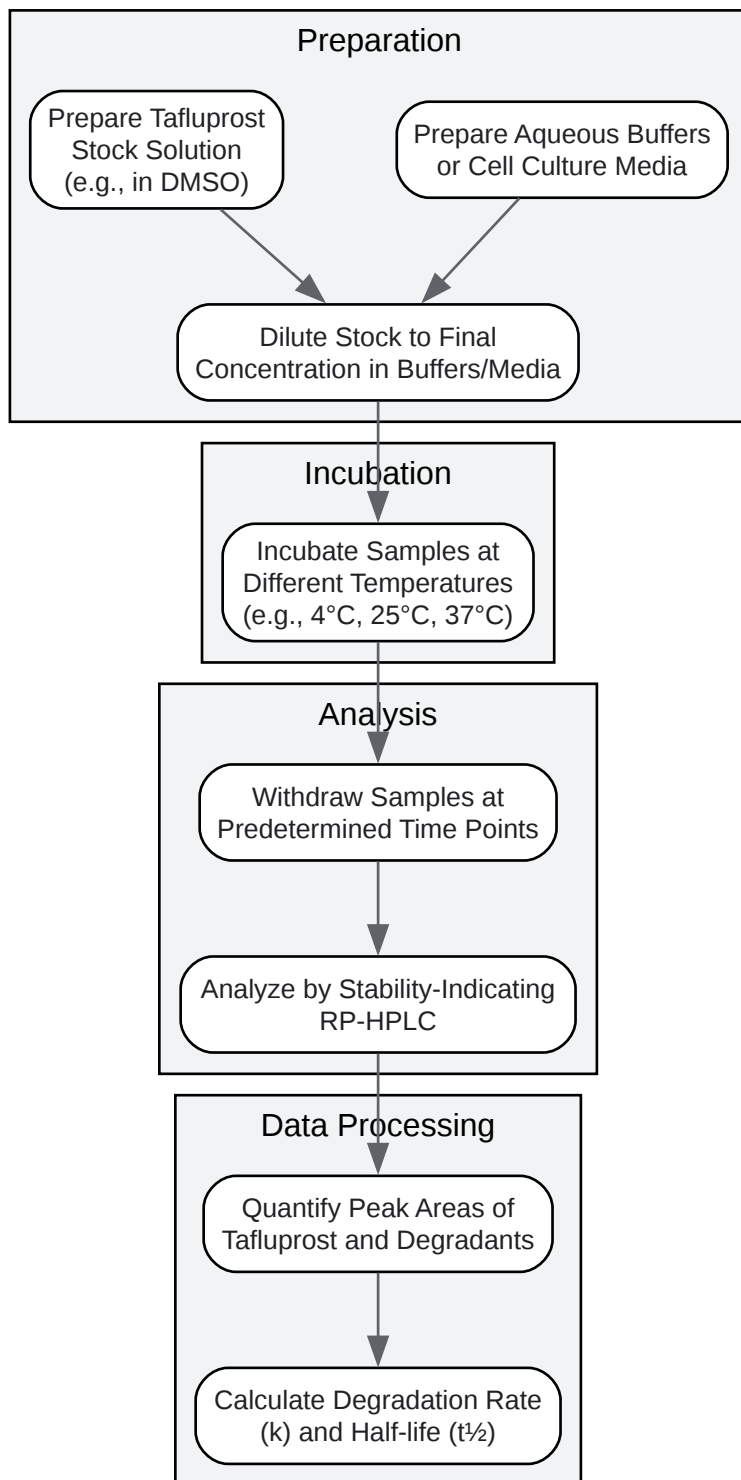 Preparation
Prepare Tafluprost
Stock Solution
(e.g., in DMSO)
Prepare Aqueous Buffers
or Cell Culture Media
Dilute Stock to Final
Concentration in Buffers/Media
Incubation
Incubate Samples at
Different Temperatures
(e.g., 4°C, 25°C, 37°C)
Analysis
Withdraw Samples at
Predetermined Time Points
Analyze by Stability-Indicating
RP-HPLC
Data Processing
Quantify Peak Areas of
Tafluprost and Degradants
Calculate Degradation Rate
(k) and Half-life (t½)